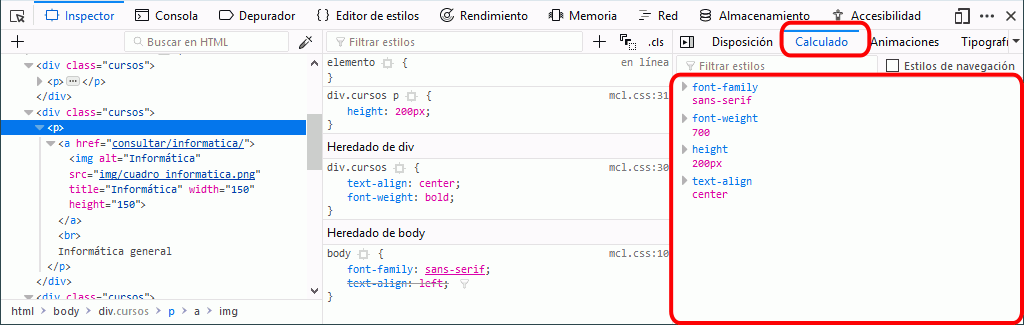 Inspector Consola Depurador Editor de estilos Rendimiento Memoria Red Almacenamiento Accesibilidad
Buscar en HTML
<div class="cursos">
<p> </p>
</div>
<div class="cursos">
<p>
<a href="consultar/informatica/">
<img alt="Informática"
src="img/cuadro_informatica.png"
title="Informática" width="150"
height="150">
</a>
<br>
Informática general
</p>
</div>
<div class="cursos">
html body div.cursos p a img
Filtrar estilos .cls
elemento { en línea
}
div.cursos p { mcl.css:31
height: 200px;
}
Heredado de div
div.cursos { mcl.css:30
text-align: center;
font-weight: bold;
}
Heredado de body
body { mcl.css:10
font-family: sans-serif;
text-align: left;
}
Disposición Calculado Animaciones Tipografí
Filtrar estilos Estilos de navegación
font-family
sans-serif
font-weight
700
height
200px
text-align
center